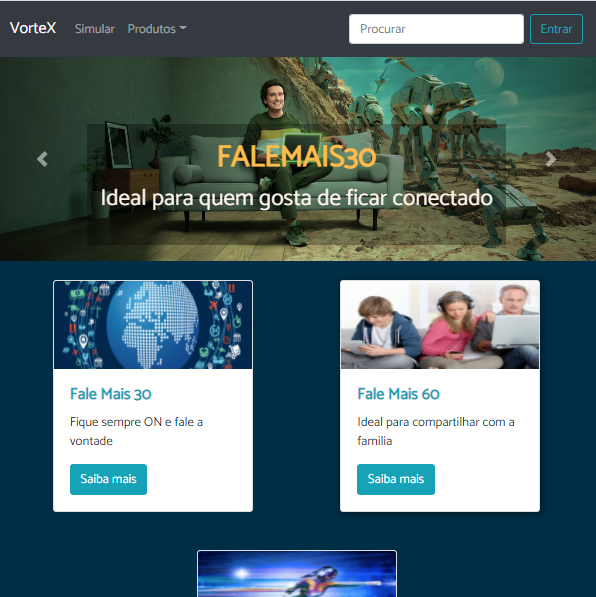 VorteX Simular Produtos Procurar Entrar
FALEMAIS30
Ideal para quem gosta de ficar conectado
Fale Mais 30
Fique sempre ON e fale a
vontade
Saiba mais
Fale Mais 60
Ideal para compartilhar com a
familia
Saiba mais